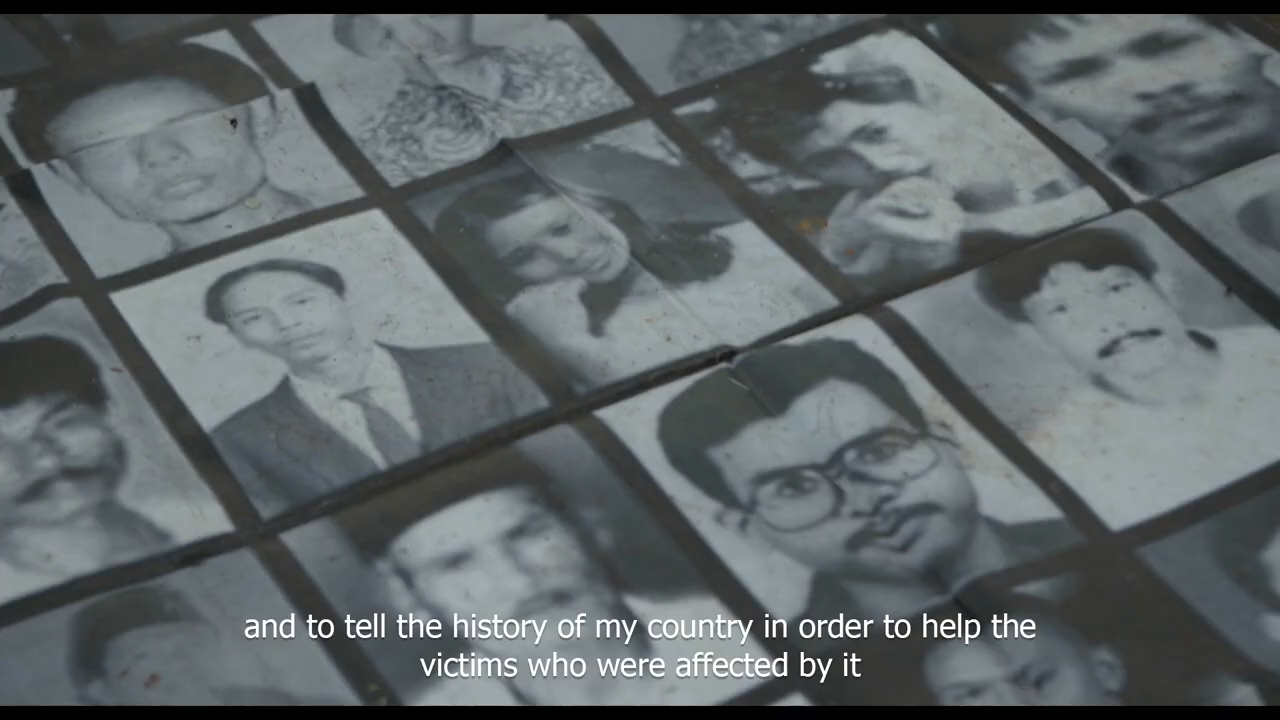 and to tell the history of my country in order to help the
victims who were affected by it